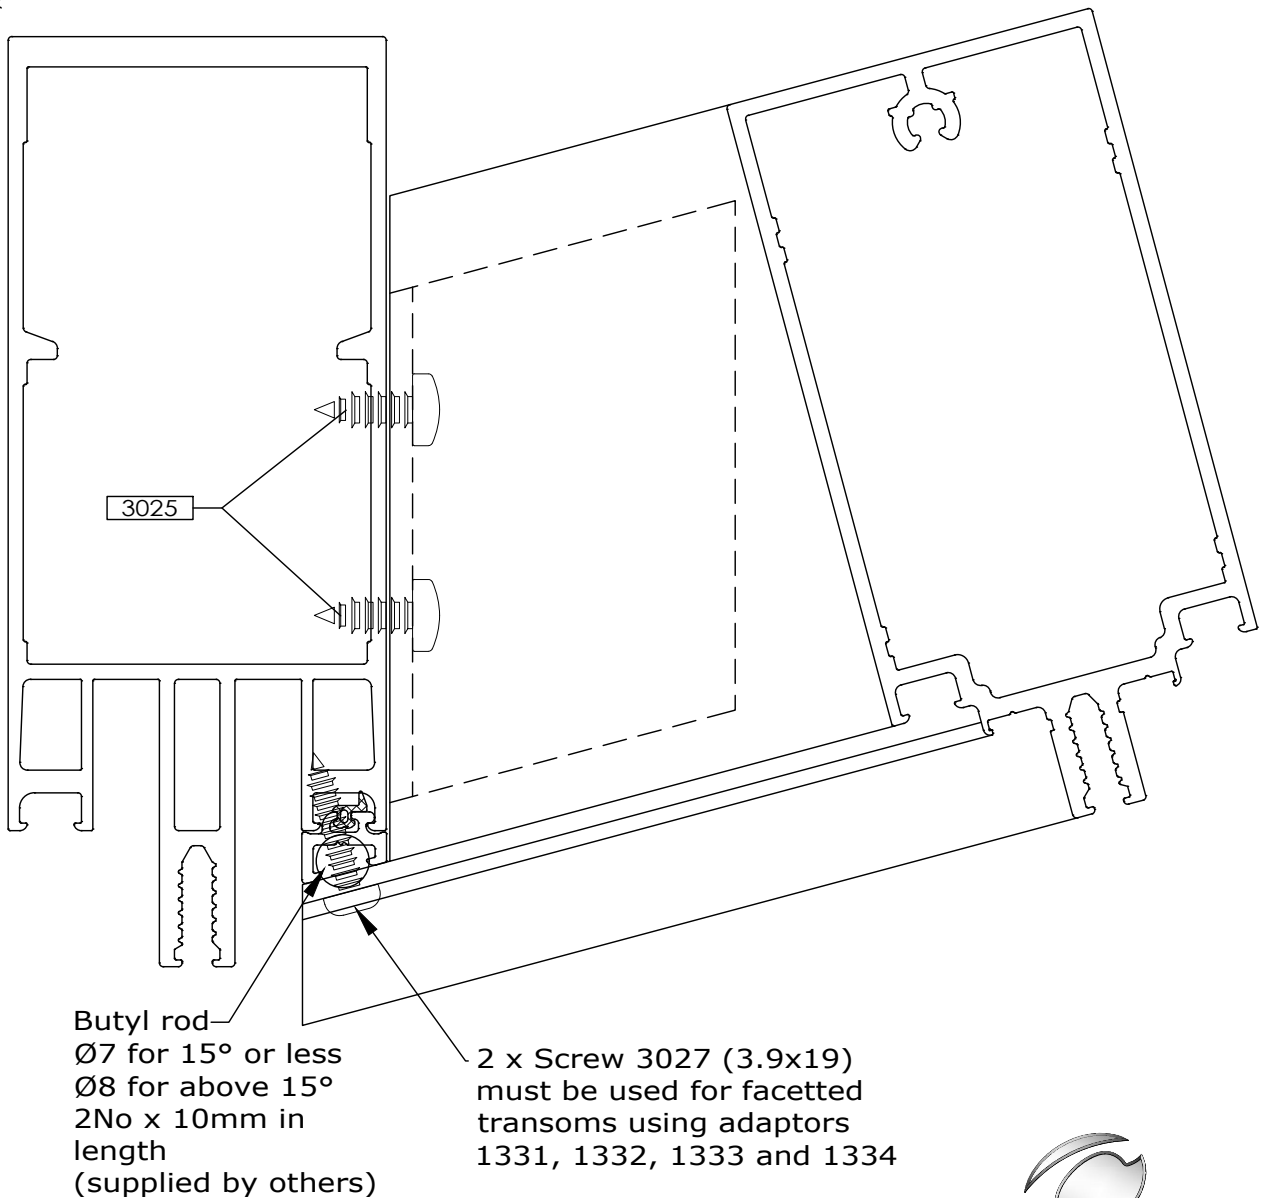 3025
Butyl rod
Ø7 for 15° or less
Ø8 for above 15°
2No x 10mm in
length
(supplied by others)
2 x Screw 3027 (3.9x19)
must be used for facetted
transoms using adaptors
1331, 1332, 1333 and 1334